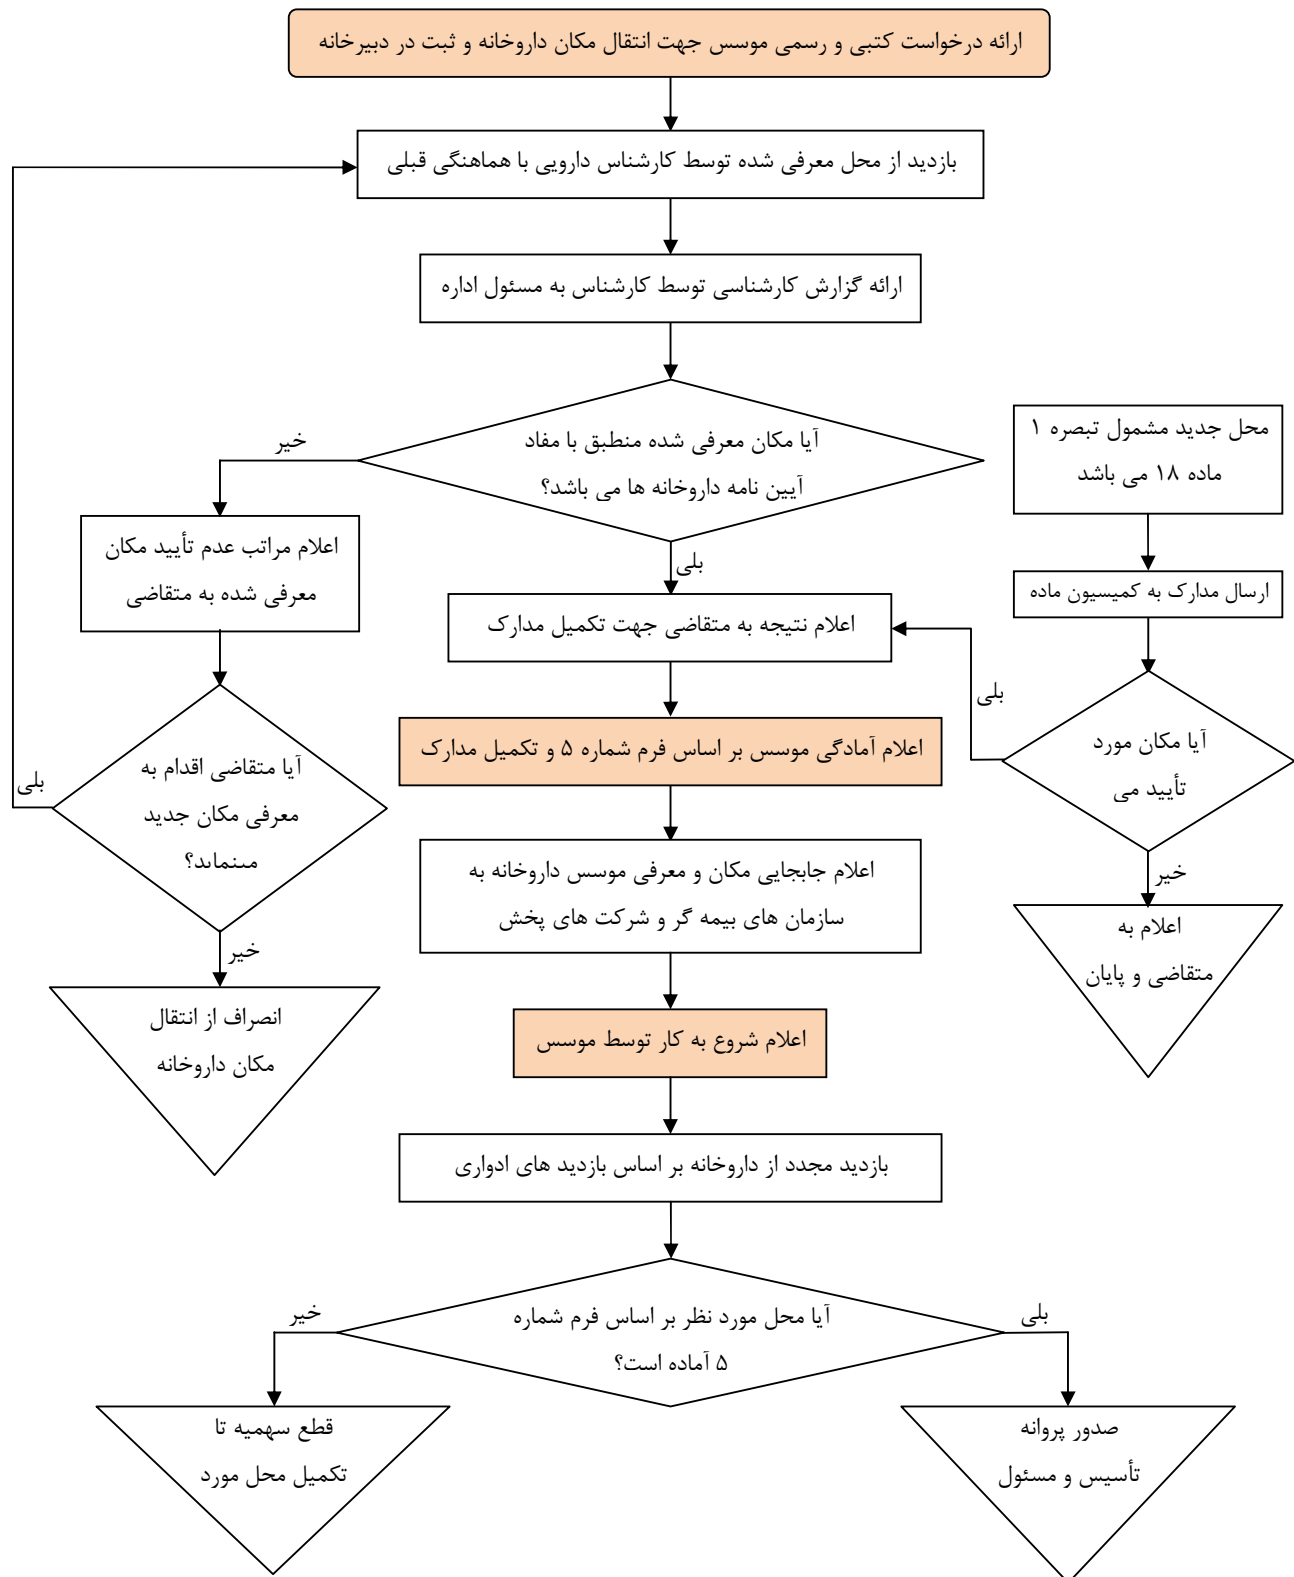 ارائه درخواست کتبی و رسمی موسس جهت انتقال مکان داروخانه و ثبت در دبیرخانه
بازدید از محل معرفی شده توسط کارشناس دارویی با هماهنگی قبلی
ارائه گزارش کارشناسی توسط کارشناس به مسئول اداره
آیا مکان معرفی شده منطبق با مفاد
آیین نامه داروخانه ها می باشد؟
خیر
بلی
محل جدید مشمول تبصره ۱
ماده ۱۸ می باشد
ارسال مدارک به کمیسیون ماده
آیا مکان مورد
تأیید می
بلی
خیر
اعلام به
متقاضی و پایان
اعلام مراتب عدم تأیید مکان
معرفی شده به متقاضی
آیا متقاضی اقدام به
معرفی مکان جدید
مینماید؟
بلی
خیر
انصراف از انتقال
مکان داروخانه
اعلام نتیجه به متقاضی جهت تکمیل مدارک
اعلام آمادگی موسس بر اساس فرم شماره ۵ و تکمیل مدارک
اعلام جابجایی مکان و معرفی موسس داروخانه به
سازمان های بیمه گر و شرکت های پخش
اعلام شروع به کار توسط موسس
بازدید مجدد از داروخانه بر اساس بازدید های ادواری
آیا محل مورد نظر بر اساس فرم شماره
۵ آماده است؟
بلی
خیر
صدور پروانه
تأسیس و مسئول
قطع سهمیه تا
تکمیل محل مورد